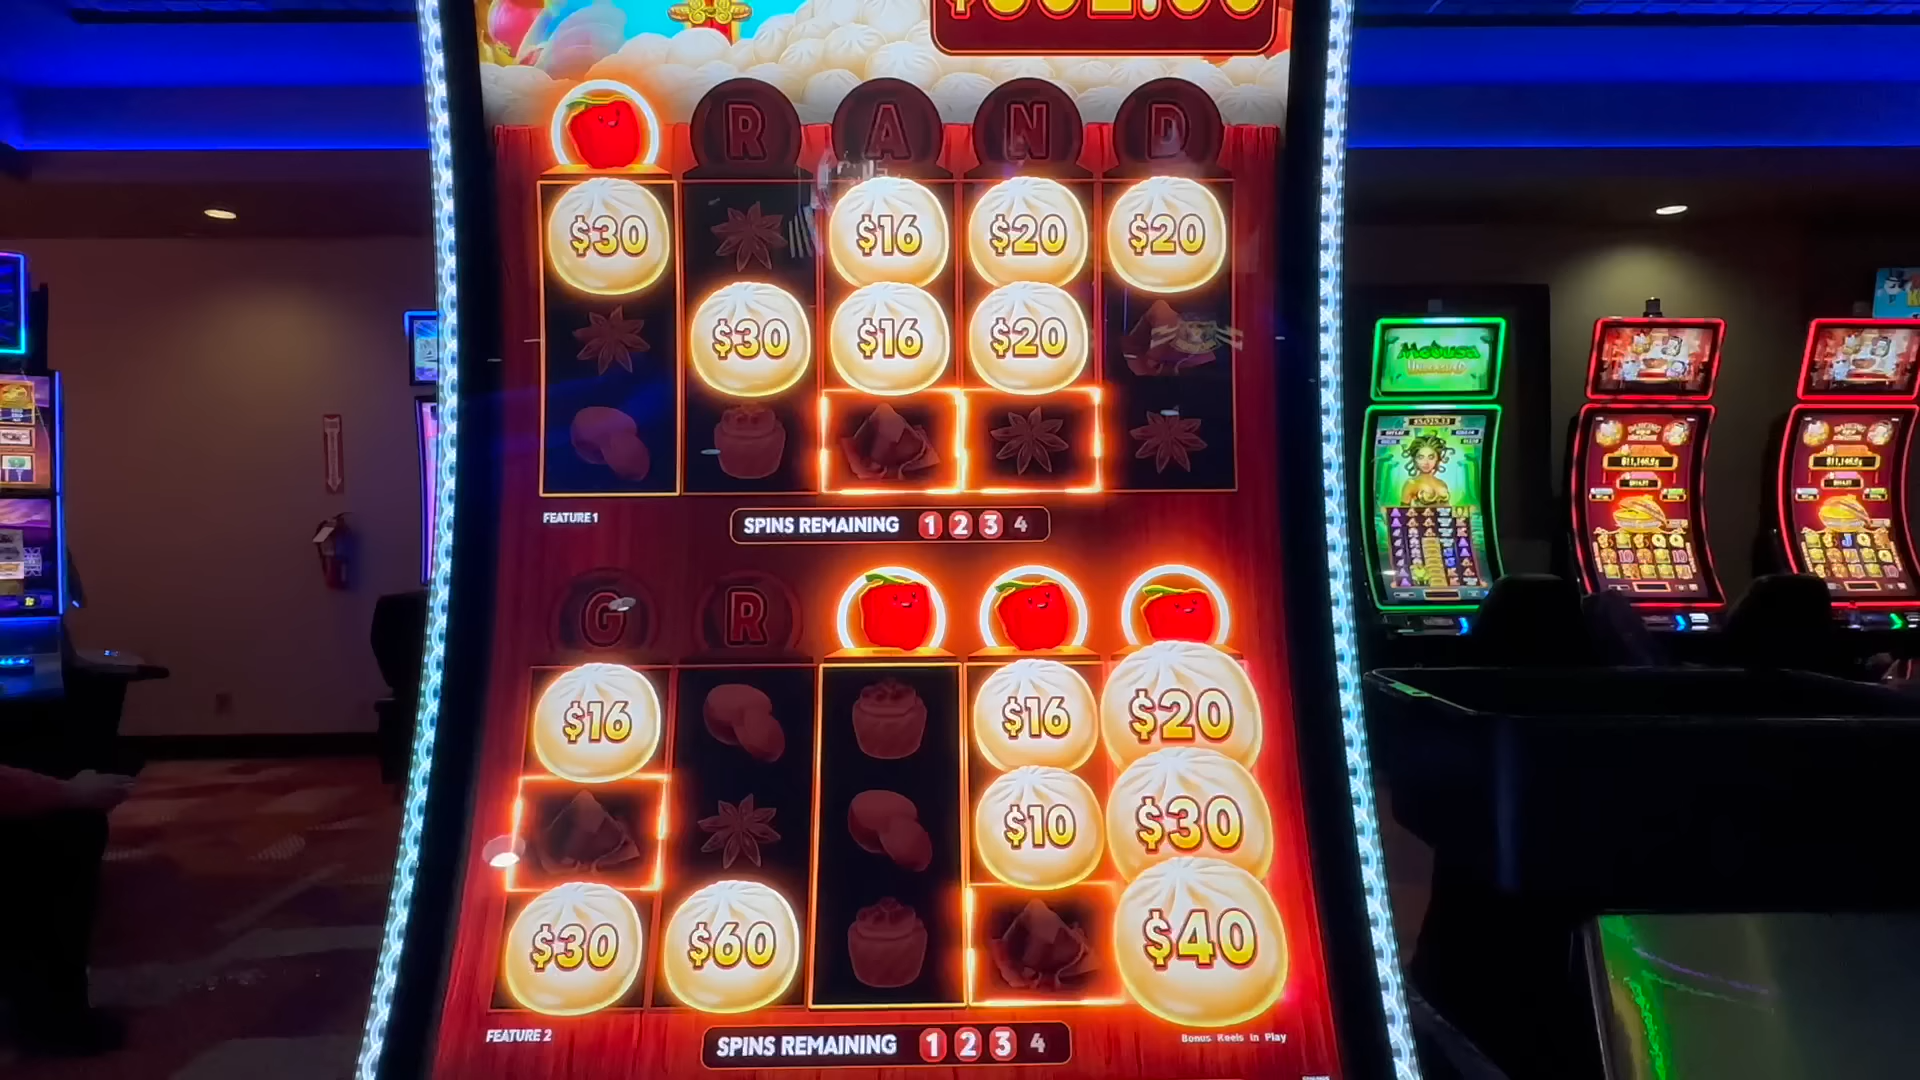 R A N D
$30 $16 $20 $20
$30 $16 $20
FEATURE 1
SPINS REMAINING 1 2 3 4
G R
$16 $16 $20
$10 $30
$30 $60 $40
FEATURE 2
SPINS REMAINING 1 2 3 4
Bonus Reels In Play
Medusa